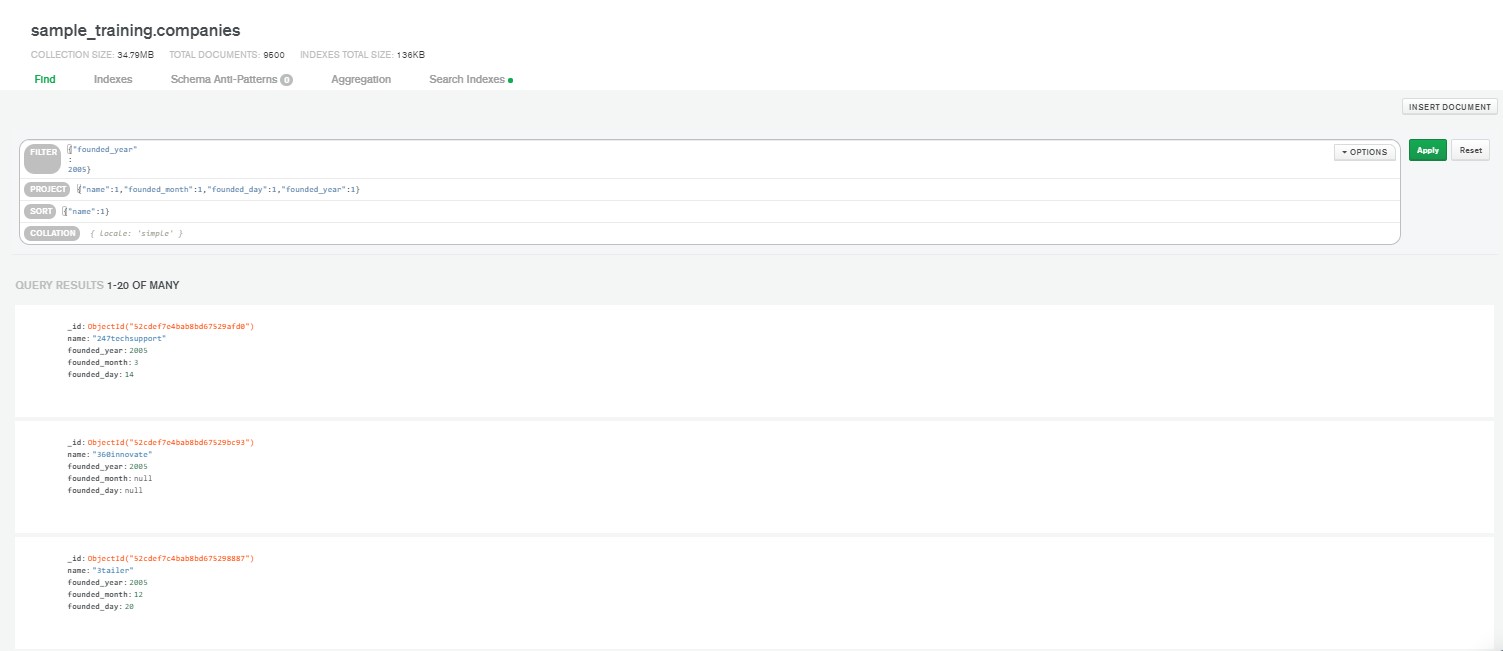 sample_training.companies
COLLECTION SIZE: 34.79MB TOTAL DOCUMENTS: 9500 INDEXES TOTAL SIZE: 136KB
Find Indexes Schema Anti-Patterns 0 Aggregation Search Indexes
INSERT DOCUMENT
FILTER {"founded_year"
:
2005}
OPTIONS Apply Reset
PROJECT {"name":1,"founded_month":1,"founded_day":1,"founded_year":1}
SORT {"name":1}
COLLATION { locale: 'simple' }
QUERY RESULTS 1-20 OF MANY
_id: ObjectId("52cdef7e4bab8bd67529afd0")
name: "247techsupport"
founded_year: 2005
founded_month: 3
founded_day: 14
_id: ObjectId("52cdef7e4bab8bd67529bc93")
name: "360innovate"
founded_year: 2005
founded_month: null
founded_day: null
_id: ObjectId("52cdef7c4bab8bd675298887")
name: "3tailer"
founded_year: 2005
founded_month: 12
founded_day: 20